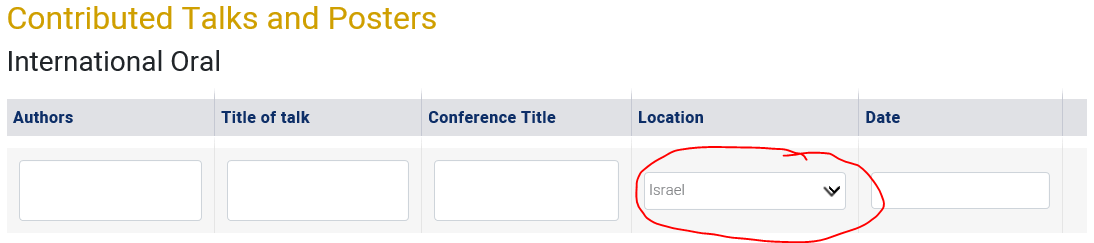 Contributed Talks and Posters
International Oral
Authors Title of talk Conference Title Location Date
Israel